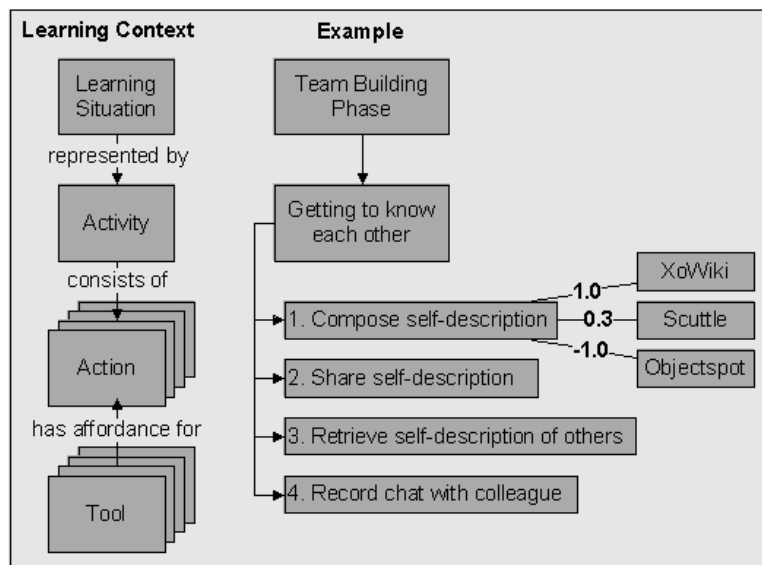 Learning Context
Example
Learning
Situation
Team Building
Phase
represented by
Activity
Getting to know
each other
consists of
XoWiki
1.0
1. Compose self-description
0.3
Scuttle
-1.0
Objectspot
Action
2. Share self-description
has affordance for
3. Retrieve self-description of others
Tool
4. Record chat with colleague